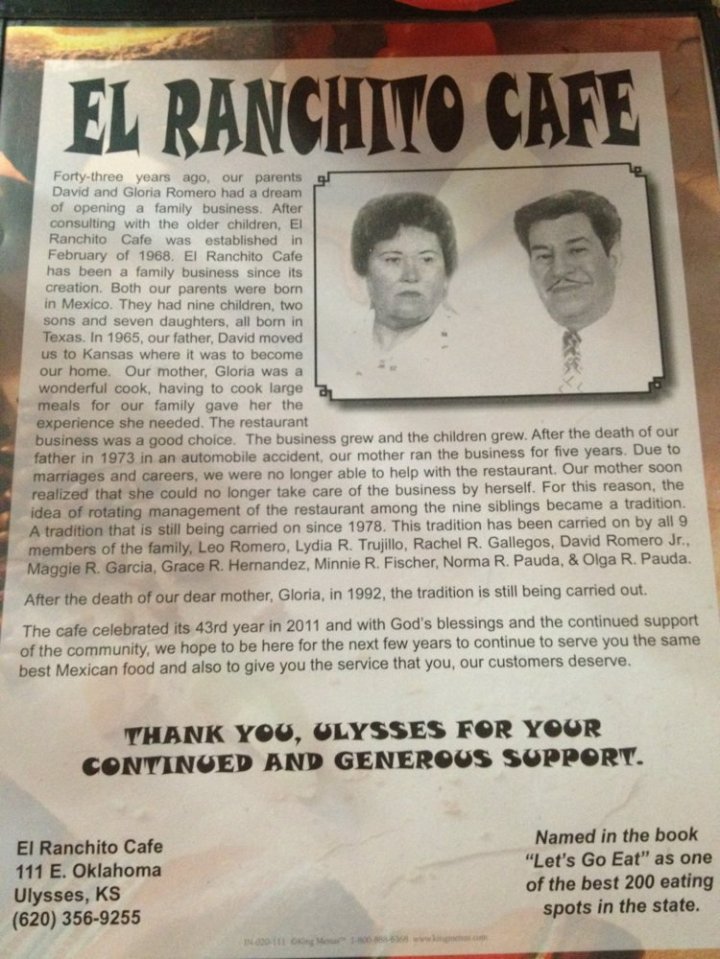 EL RANCHITO CAFE
Forty-three years ago, our parents
David and Gloria Romero had a dream
of opening a family business. After
consulting with the older children, El
Ranchito Cafe was established in
February of 1968. El Ranchito Cafe
has been a family business since its
creation. Both our parents were born
in Mexico. They had nine children, two
sons and seven daughters, all born in
Texas. In 1965, our father, David moved
us to Kansas where it was to become
our home. Our mother, Gloria was a
wonderful cook, having to cook large
meals for our family gave her the
experience she needed. The restaurant
business was a good choice. The business grew and the children grew. After the death of our
father in 1973 in an automobile accident, our mother ran the business for five years. Due to
marriages and careers, we were no longer able to help with the restaurant. Our mother soon
realized that she could no longer take care of the business by herself. For this reason, the
idea of rotating management of the restaurant among the nine siblings became a tradition.
A tradition that is still being carried on since 1978. This tradition has been carried on by all 9
members of the family, Leo Romero, Lydia R. Trujillo, Rachel R. Gallegos, David Romero Jr.,
Maggie R. Garcia, Grace R. Hernandez, Minnie R. Fischer, Norma R. Pauda, & Olga R. Pauda.
After the death of our dear mother, Gloria, in 1992, the tradition is still being carried out.
The cafe celebrated its 43rd year in 2011 and with God's blessings and the continued support
of the community, we hope to be here for the next few years to continue to serve you the same
best Mexican food and also to give you the service that you, our customers deserve.
THANK YOU, ULYSSES FOR YOUR
CONTINUED AND GENEROUS SUPPORT.
El Ranchito Cafe
111 E. Oklahoma
Ulysses, KS
(620) 356-9255
Named in the book
"Let's Go Eat" as one
of the best 200 eating
spots in the state.
IN-020-111 ©King Menus™ 1-800-888-6368 www.kingmenus.com